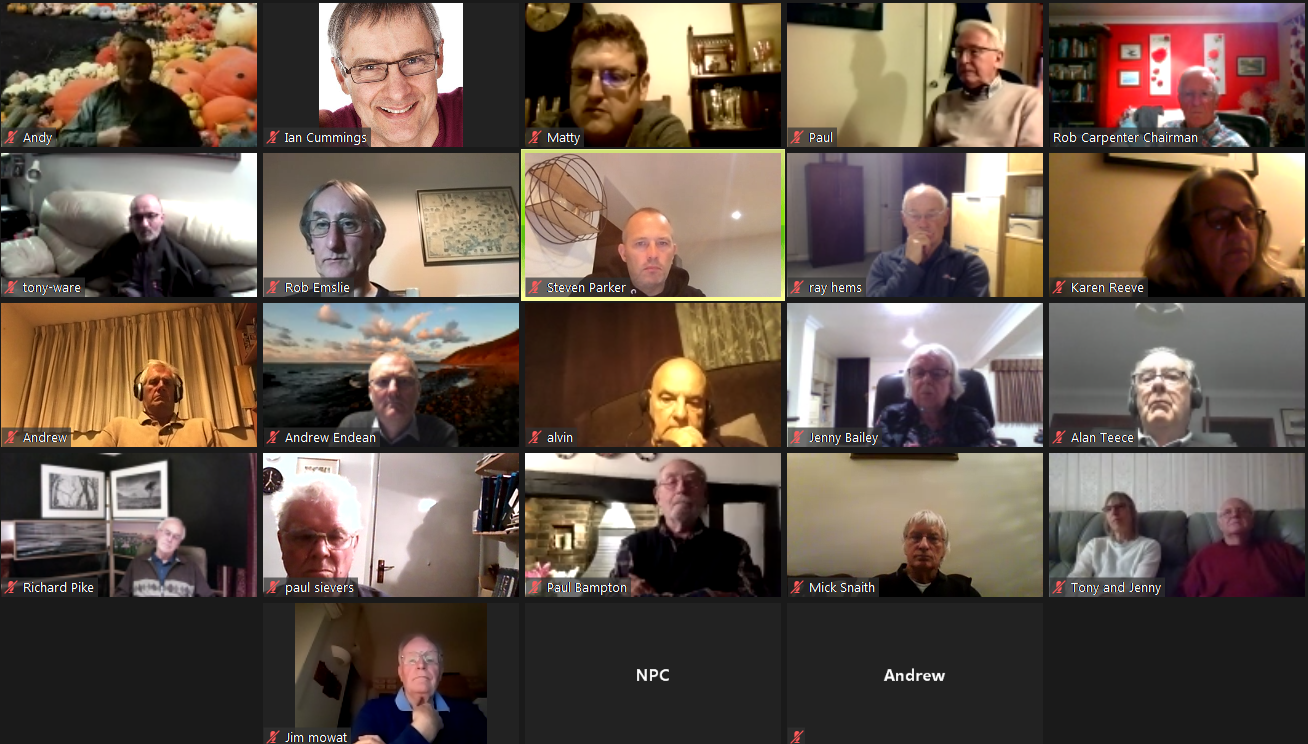 Andy
Ian Cummings
Matty
Paul
Rob Carpenter Chairman
tony-ware
Rob Emslie
Steven Parker
ray hems
Karen Reeve
Andrew
Andrew Endean
alvin
Jenny Bailey
Alan Teece
Richard Pike
paul sievers
Paul Bampton
Mick Snaith
Tony and Jenny
Jim mowat
NPC
Andrew